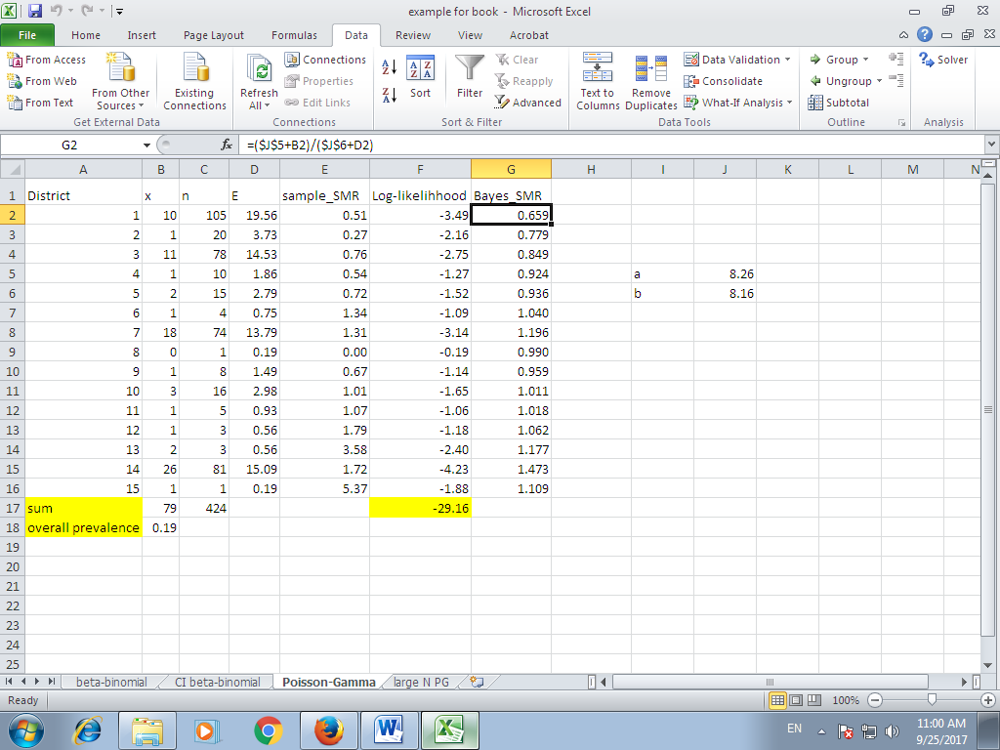 example for book - Microsoft Excel
File Home Insert Page Layout Formulas Data Review View Acrobat
From Access
From Web
From Text
From Other Sources
Existing Connections
Get External Data
Refresh All
Connections
Properties
Edit Links
Connections
Sort
Filter
Clear
Reapply
Advanced
Sort & Filter
Text to Columns
Remove Duplicates
Data Validation
Consolidate
What-If Analysis
Data Tools
Group
Ungroup
Subtotal
Outline
Solver
Analysis
G2 fx =($J$5+B2)/($J$6+D2)
A B C D E F G H I J K L M N
1 District x n E sample_SMR Log-likelihhood Bayes_SMR
2 1 10 105 19.56 0.51 -3.49 0.659
3 2 1 20 3.73 0.27 -2.16 0.779
4 3 11 78 14.53 0.76 -2.75 0.849
5 4 1 10 1.86 0.54 -1.27 0.924 a 8.26
6 5 2 15 2.79 0.72 -1.52 0.936 b 8.16
7 6 1 4 0.75 1.34 -1.09 1.040
8 7 18 74 13.79 1.31 -3.14 1.196
9 8 0 1 0.19 0.00 -0.19 0.990
10 9 1 8 1.49 0.67 -1.14 0.959
11 10 3 16 2.98 1.01 -1.65 1.011
12 11 1 5 0.93 1.07 -1.06 1.018
13 12 1 3 0.56 1.79 -1.18 1.062
14 13 2 3 0.56 3.58 -2.40 1.177
15 14 26 81 15.09 1.72 -4.23 1.473
16 15 1 1 0.19 5.37 -1.88 1.109
17 sum 79 424 -29.16
18 overall prevalence 0.19
19
20
21
22
23
24
25
beta-binomial CI beta-binomial Poisson-Gamma large N PG
Ready 100%
EN 11:00 AM
9/25/2017